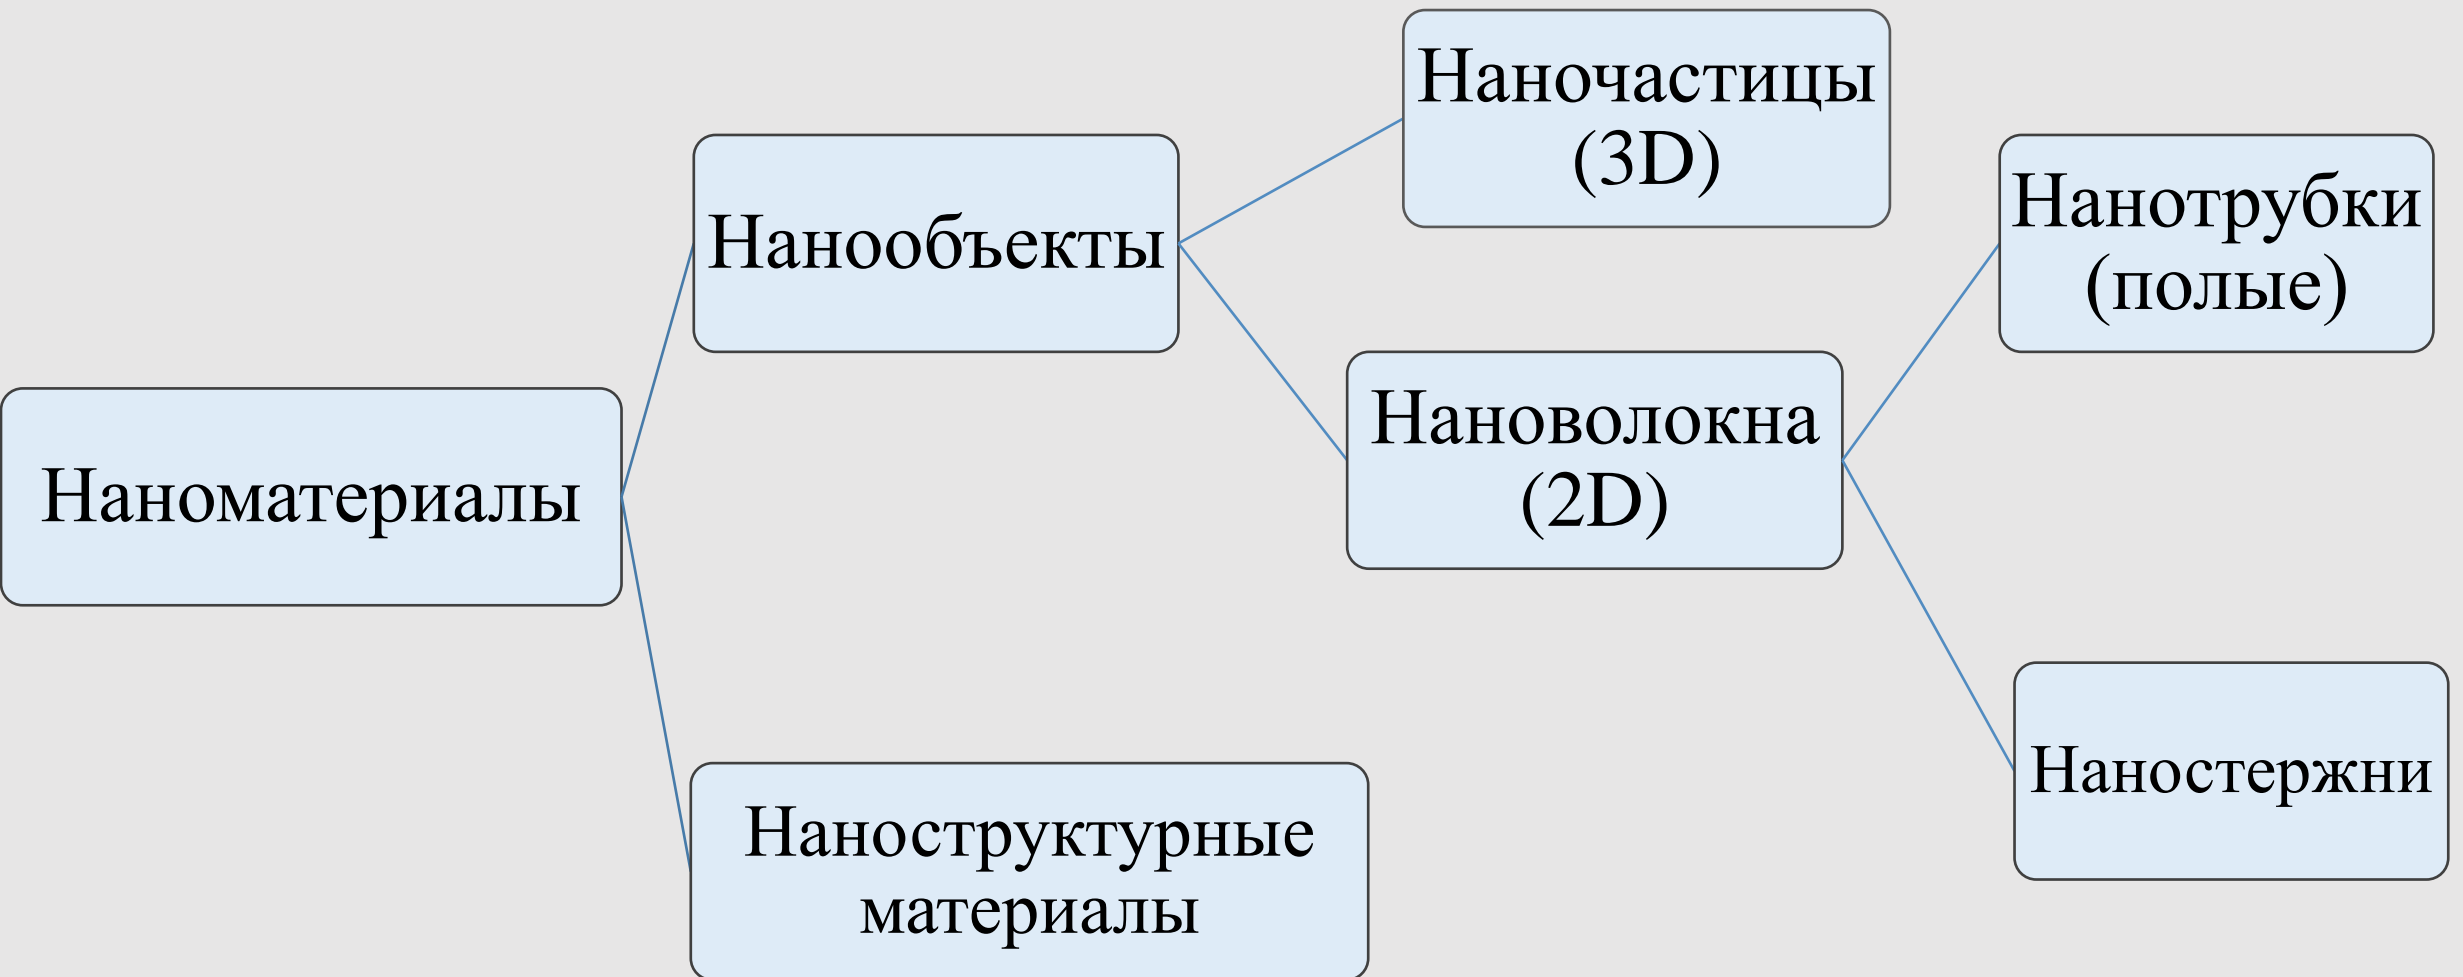 Наноматериалы
Нанообъекты
Наночастицы
(3D)
Нановолокна
(2D)
Нанотрубки
(полые)
Наностержни
Наноструктурные
материалы